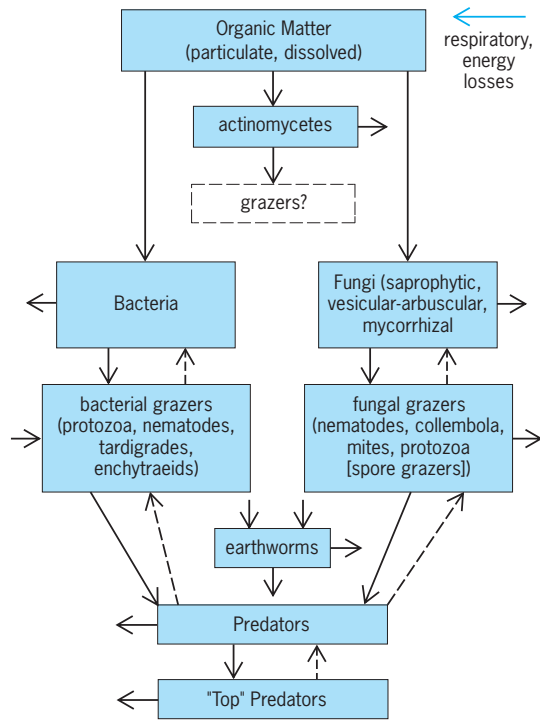 Organic Matter
(particulate, dissolved)
respiratory,
energy
losses
actinomycetes
grazers?
Bacteria
Fungi (saprophytic,
vesicular-arbuscular,
mycorrhizal
bacterial grazers
(protozoa, nematodes,
tardigrades,
enchytraeids)
fungal grazers
(nematodes, collembola,
mites, protozoa
[spore grazers])
earthworms
Predators
"Top" Predators